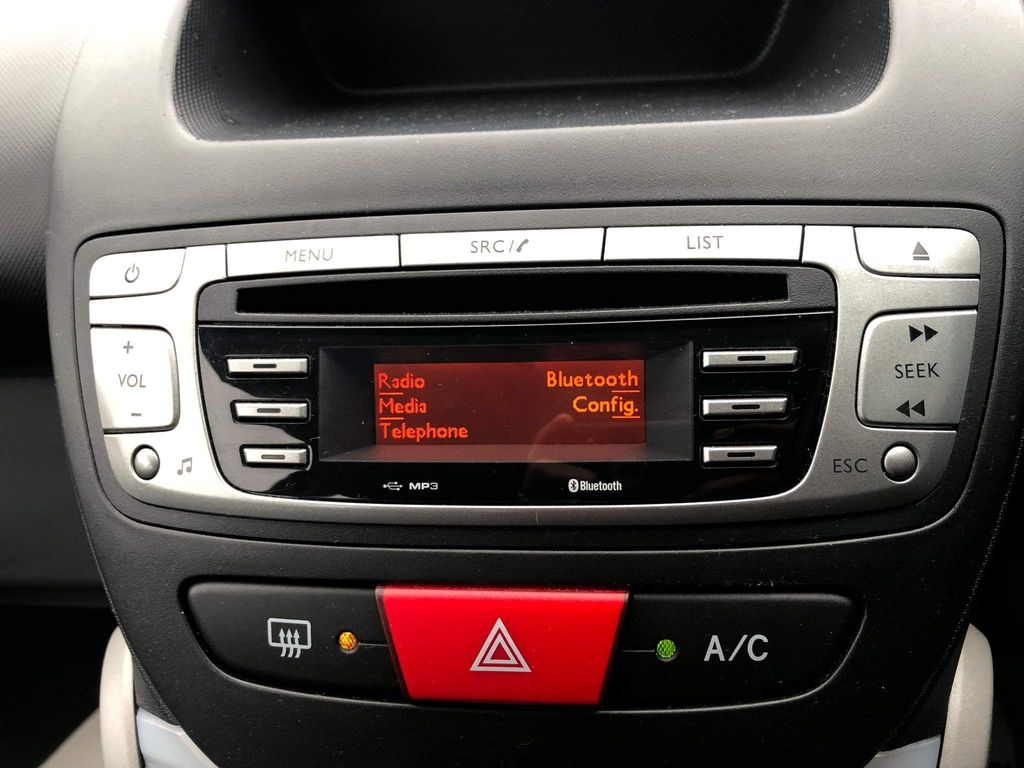 MENU
SRC/
LIST
+
VOL
-
SEEK
Radio
Bluetooth
Media
Config.
Telephone
ESC
MP3
Bluetooth
A/C